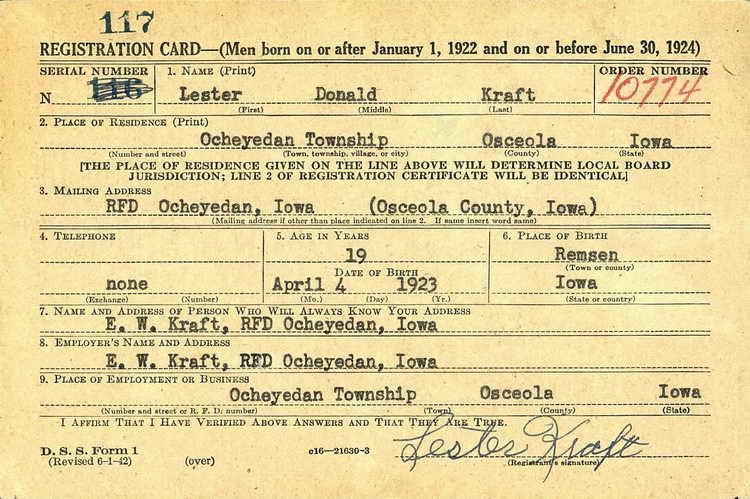 117
REGISTRATION CARD—(Men born on or after January 1, 1922 and on or before June 30, 1924)
SERIAL NUMBER 1. NAME (Print) ORDER NUMBER
N 116 Lester Donald Kraft 10774
(First) (Middle) (Last)
2. PLACE OF RESIDENCE (Print)
Ocheyedan Township Osceola Iowa
(Number and street) (Town, township, village, or city) (County) (State)
[THE PLACE OF RESIDENCE GIVEN ON THE LINE ABOVE WILL DETERMINE LOCAL BOARD
JURISDICTION; LINE 2 OF REGISTRATION CERTIFICATE WILL BE IDENTICAL]
3. MAILING ADDRESS
RFD Ocheyedan, Iowa (Osceola County, Iowa)
(Mailing address if other than place indicated on line 2. If same insert word same)
4. TELEPHONE 5. AGE IN YEARS 6. PLACE OF BIRTH
19 Remsen
DATE OF BIRTH (Town or county)
none April 4 1923 Iowa
(Exchange) (Number) (Mo.) (Day) (Yr.) (State or country)
7. NAME AND ADDRESS OF PERSON WHO WILL ALWAYS KNOW YOUR ADDRESS
E. W. Kraft, RFD Ocheyedan, Iowa
8. EMPLOYER'S NAME AND ADDRESS
E. W. Kraft, RFD Ocheyedan, Iowa
9. PLACE OF EMPLOYMENT OR BUSINESS
Ocheyedan Township Osceola Iowa
(Number and street or R. F. D. number) (Town) (County) (State)
I AFFIRM THAT I HAVE VERIFIED ABOVE ANSWERS AND THAT THEY ARE TRUE.
D. S. S. Form 1 c16—21630-3 Lester Kraft
(Revised 6-1-42) (over) (Registrant's signature)